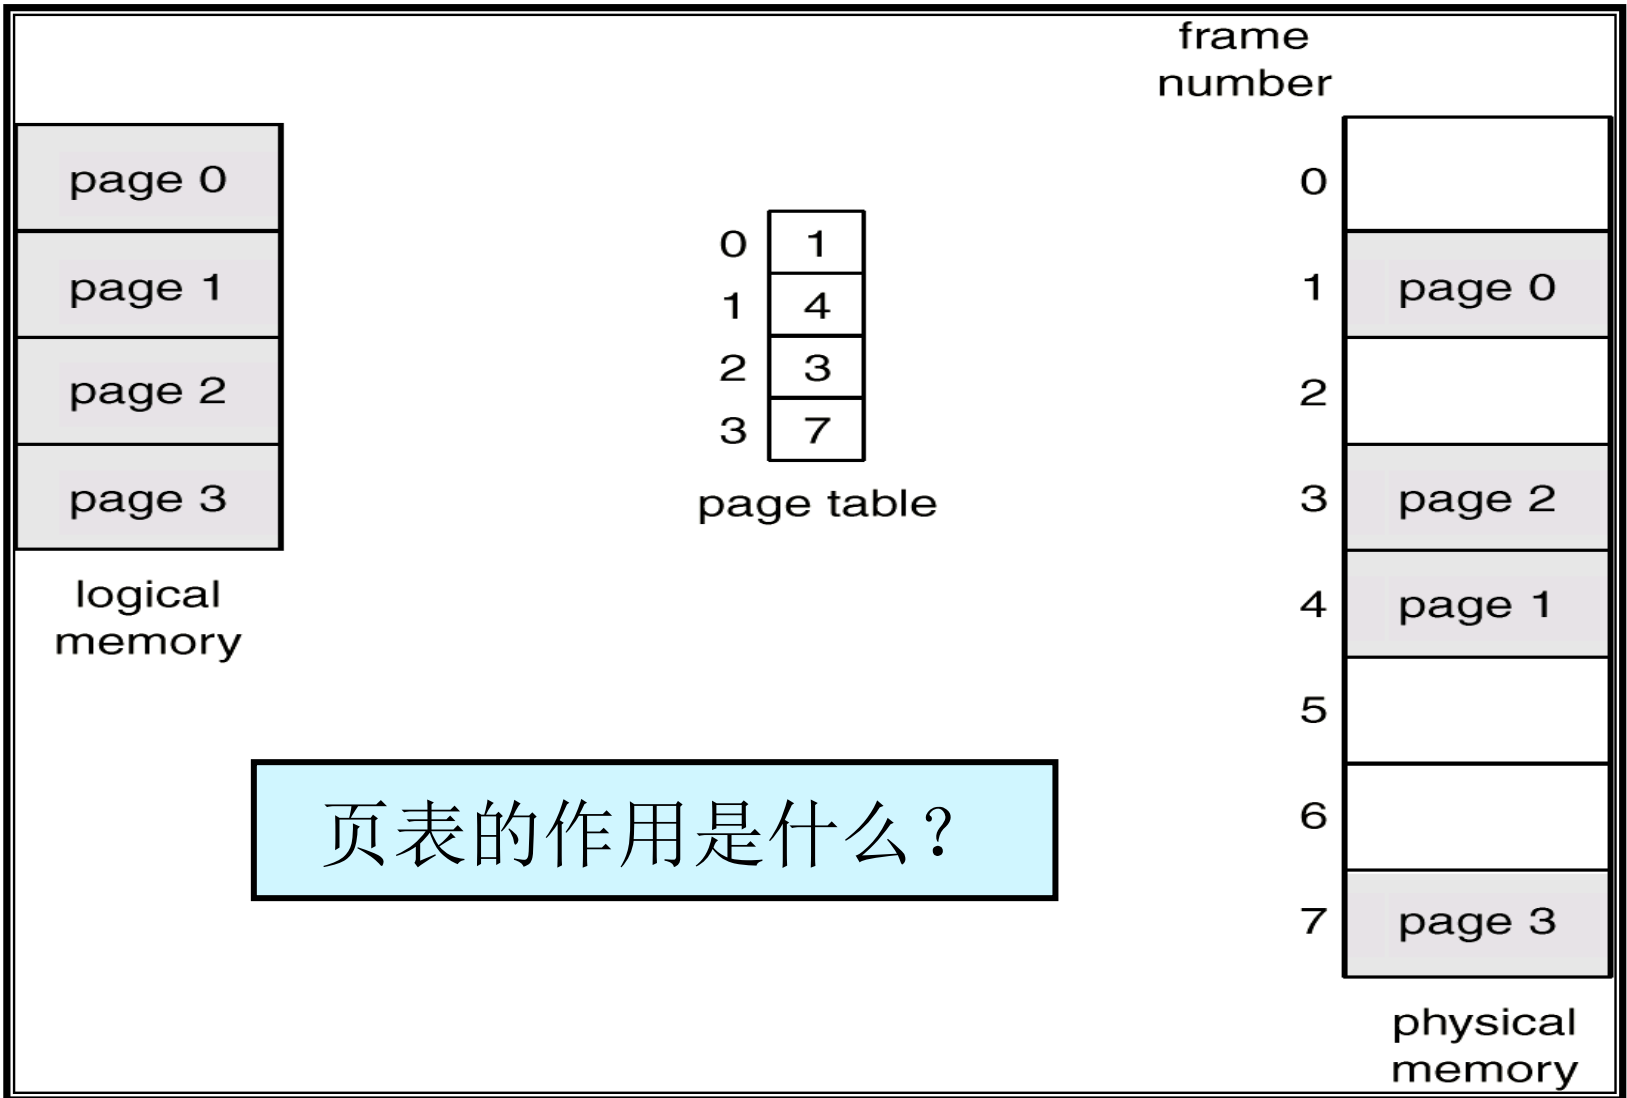 frame
number
page 0
page 1
page 2
page 3
logical
memory
0 1
1 4
2 3
3 7
page table
0
1 page 0
2
3 page 2
4 page 1
5
6
7 page 3
physical
memory
页表的作用是什么？